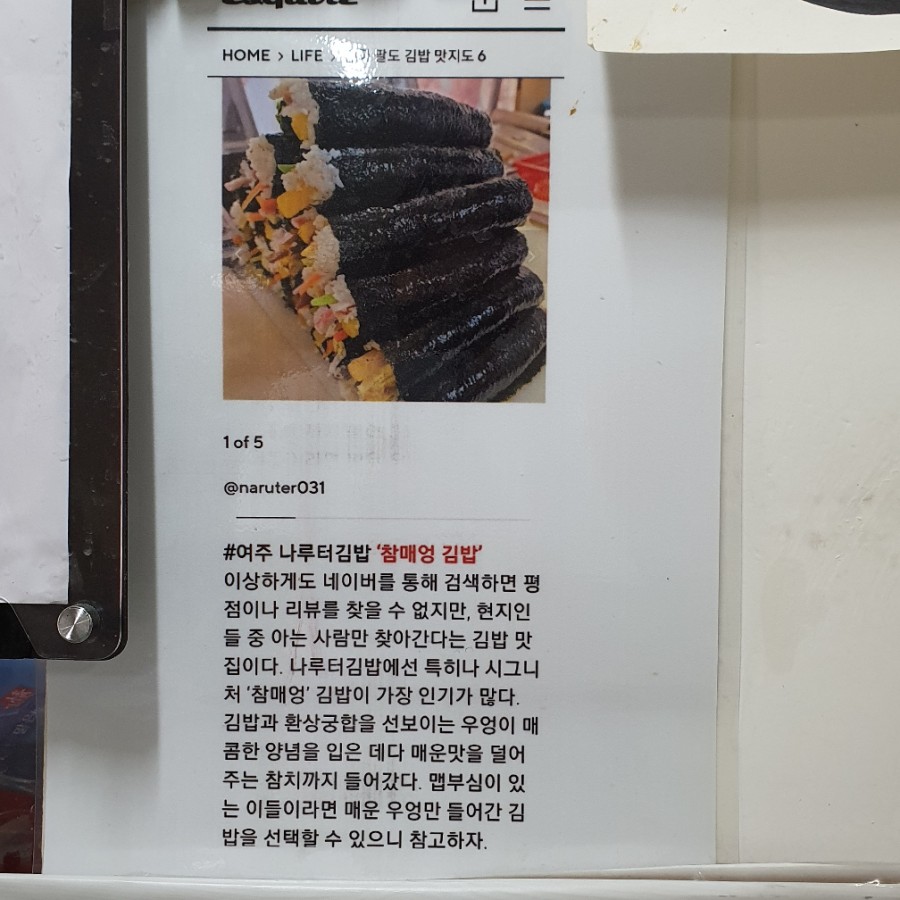 HOME > LIFE > 팔도 김밥 맛지도 6
1 of 5
@naruter031
#여주 나루터김밥 '참매엉 김밥'
이상하게도 네이버를 통해 검색하면 평
점이나 리뷰를 찾을 수 없지만, 현지인
들 중 아는 사람만 찾아간다는 김밥 맛
집이다. 나루터김밥에선 특히나 시그니
처 '참매엉' 김밥이 가장 인기가 많다.
김밥과 환상궁합을 선보이는 우엉이 매
콤한 양념을 입은 데다 매운맛을 덜어
주는 참치까지 들어갔다. 맵부심이 있
는 이들이라면 매운 우엉만 들어간 김
밥을 선택할 수 있으니 참고하자.